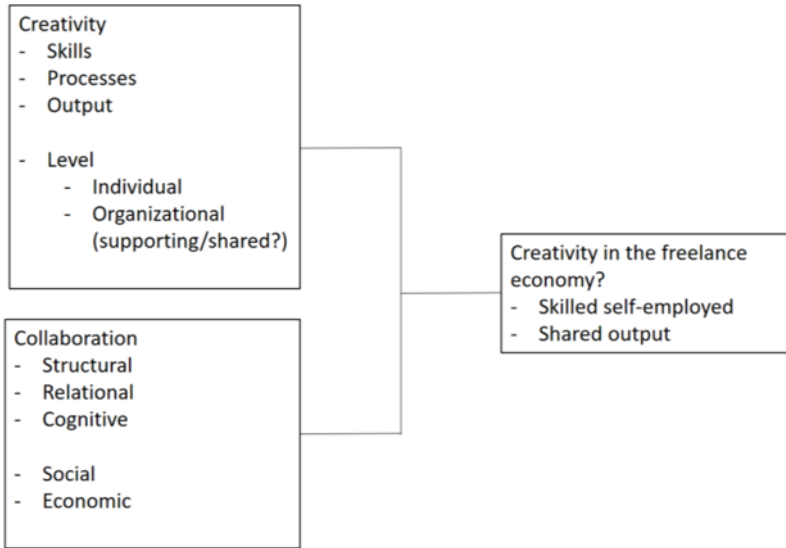 Creativity
- Skills
- Processes
- Output
- Level
- Individual
- Organizational
(supporting/shared?)
Collaboration
- Structural
- Relational
- Cognitive
- Social
- Economic
Creativity in the freelance
economy?
- Skilled self-employed
- Shared output